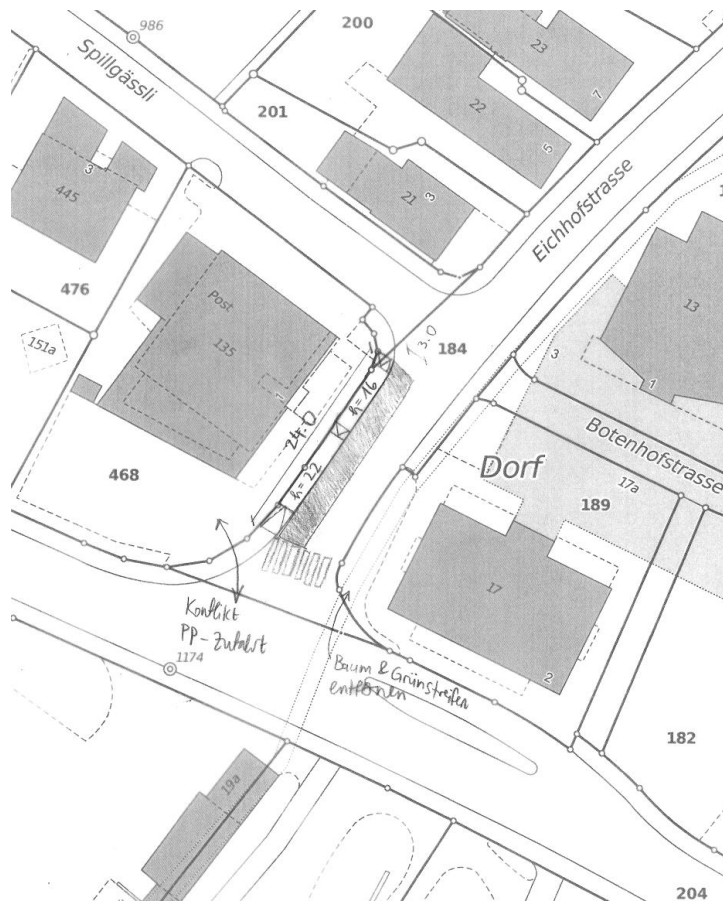 986
200
23
7
Spillgässli
201
22
5
21
3
3
445
Eichhofstrasse
476
Post
135
151a
184
3.0
13
3
1
1
h=16
24.0
h=22
Botenhofstrasse
468
Dorf
17a
189
17
2
Konflikt
PP-Zufahrt
Baum & Grünstreifen
entfernen
1174
182
19a
204